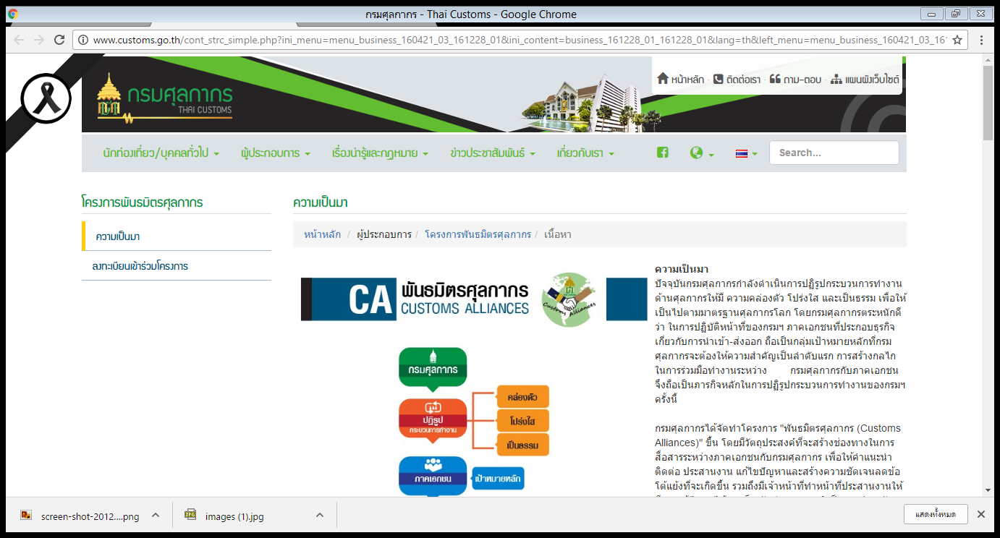 กรมศุลกากร - Thai Customs - Google Chrome
www.customs.go.th/cont_strc_simple.php?ini_menu=menu_business_160421_03_161228_01&ini_content=business_161228_01_161228_01&lang=th&left_menu=menu_business_160421_03_161
หน้าหลัก · ติดต่อเรา · ถาม-ตอบ · แผนผังเว็บไซต์
กรมศุลกากร
THAI CUSTOMS
นักท่องเที่ยว/บุคคลทั่วไป ผู้ประกอบการ เรื่องน่ารู้และกฎหมาย ข่าวประชาสัมพันธ์ เกี่ยวกับเรา Search...
โครงการพันธมิตรศุลกากร
ความเป็นมา
ลงทะเบียนเข้าร่วมโครงการ
ความเป็นมา
หน้าหลัก / ผู้ประกอบการ / โครงการพันธมิตรศุลกากร / เนื้อหา
CA พันธมิตรศุลกากร
CUSTOMS ALLIANCES
Customs Alliances
กรมศุลกากร
ปฏิรูป
กระบวนการทำงาน
คล่องตัว
โปร่งใส
เป็นธรรม
ภาคเอกชน
เป้าหมายหลัก
ความเป็นมา
ปัจจุบันกรมศุลกากรกำลังดำเนินการปฏิรูปกระบวนการทำงาน
ด้านศุลกากรให้มี ความคล่องตัว โปร่งใส และเป็นธรรม เพื่อให้
เป็นไปตามมาตรฐานศุลกากรโลก โดยกรมศุลกากรตระหนักดี
ว่า ในการปฏิบัติหน้าที่ของกรมฯ ภาคเอกชนที่ประกอบธุรกิจ
เกี่ยวกับการนำเข้า-ส่งออก ถือเป็นกลุ่มเป้าหมายหลักที่กรม
ศุลกากรจะต้องให้ความสำคัญเป็นลำดับแรก การสร้างกลไก
ในการร่วมมือทำงานระหว่าง กรมศุลกากรกับภาคเอกชน
จึงถือเป็นภารกิจหลักในการปฏิรูปกระบวนการทำงานของกรมฯ
ครั้งนี้
กรมศุลกากรได้จัดทำโครงการ "พันธมิตรศุลกากร (Customs
Alliances)" ขึ้น โดยมีวัตถุประสงค์ที่จะสร้างช่องทางในการ
สื่อสารระหว่างภาคเอกชนกับกรมศุลกากร เพื่อให้คำแนะนำ
ติดต่อ ประสานงาน แก้ไขปัญหาและสร้างความชัดเจนลดข้อ
โต้แย้งที่จะเกิดขึ้น รวมถึงมีเจ้าหน้าที่ทำหน้าที่ประสานงานให้
screen-shot-2012....png
images (1).jpg
แสดงทั้งหมด